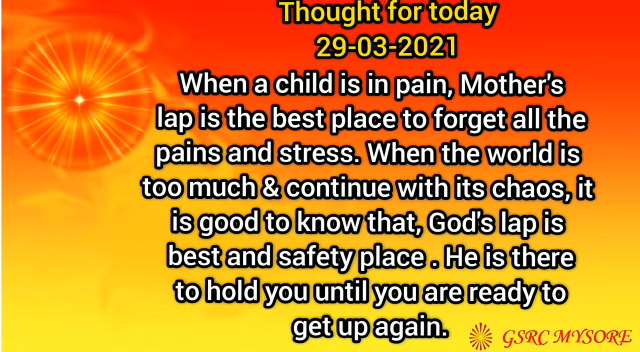 Thought for today
29-03-2021
When a child is in pain, Mother's
lap is the best place to forget all the
pains and stress. When the world is
too much & continue with its chaos, it
is good to know that, God's lap is
best and safety place . He is there
to hold you until you are ready to
get up again.
GSRC MYSORE